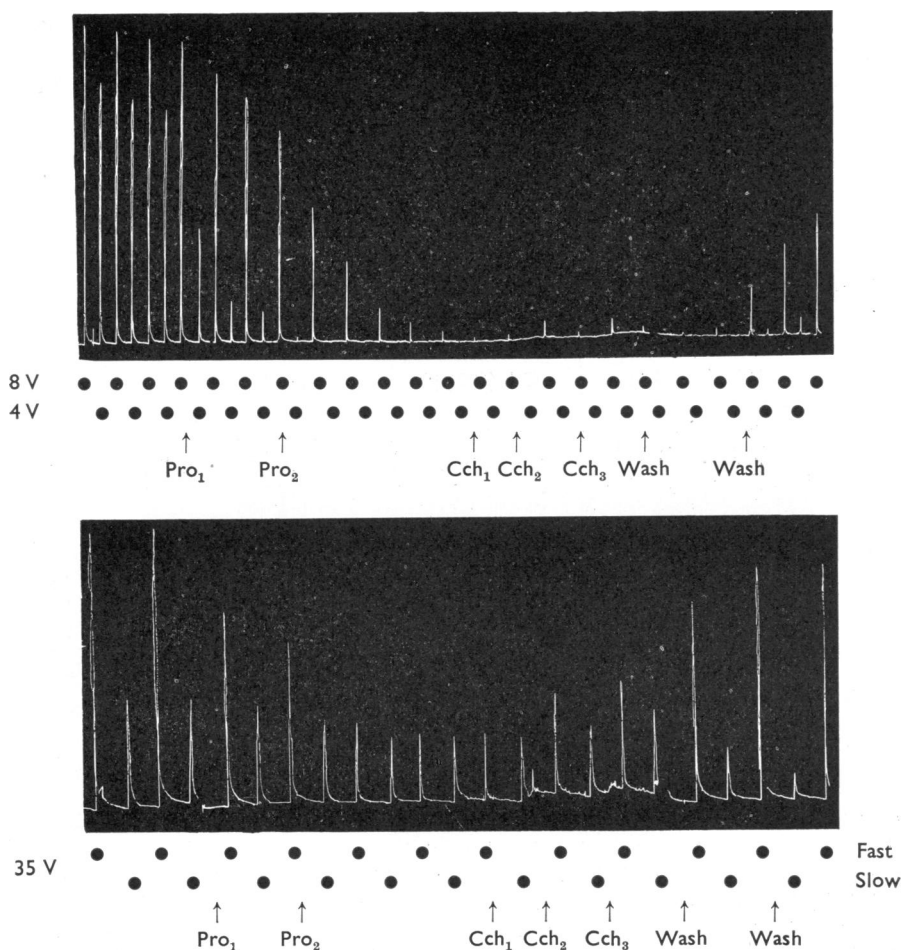 8 V
4 V
Pro₁ Pro₂ Cch₁ Cch₂ Cch₃ Wash Wash
35 V
Fast
Slow
Pro₁ Pro₂ Cch₁ Cch₂ Cch₃ Wash Wash